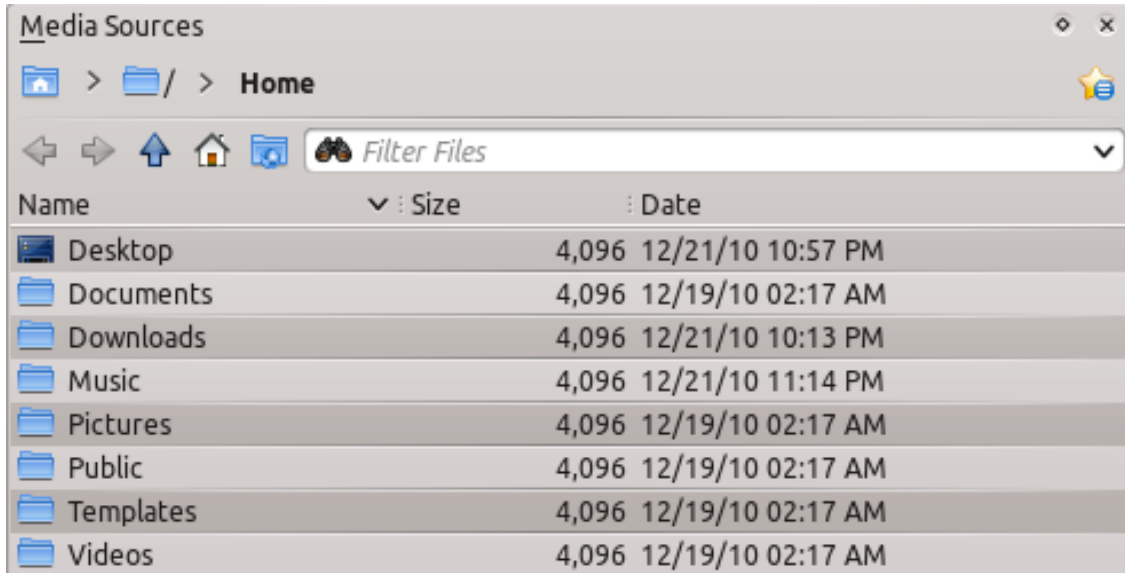 Media Sources
> / > Home
Filter Files
Name Size Date
Desktop 4,096 12/21/10 10:57 PM
Documents 4,096 12/19/10 02:17 AM
Downloads 4,096 12/21/10 10:13 PM
Music 4,096 12/21/10 11:14 PM
Pictures 4,096 12/19/10 02:17 AM
Public 4,096 12/19/10 02:17 AM
Templates 4,096 12/19/10 02:17 AM
Videos 4,096 12/19/10 02:17 AM